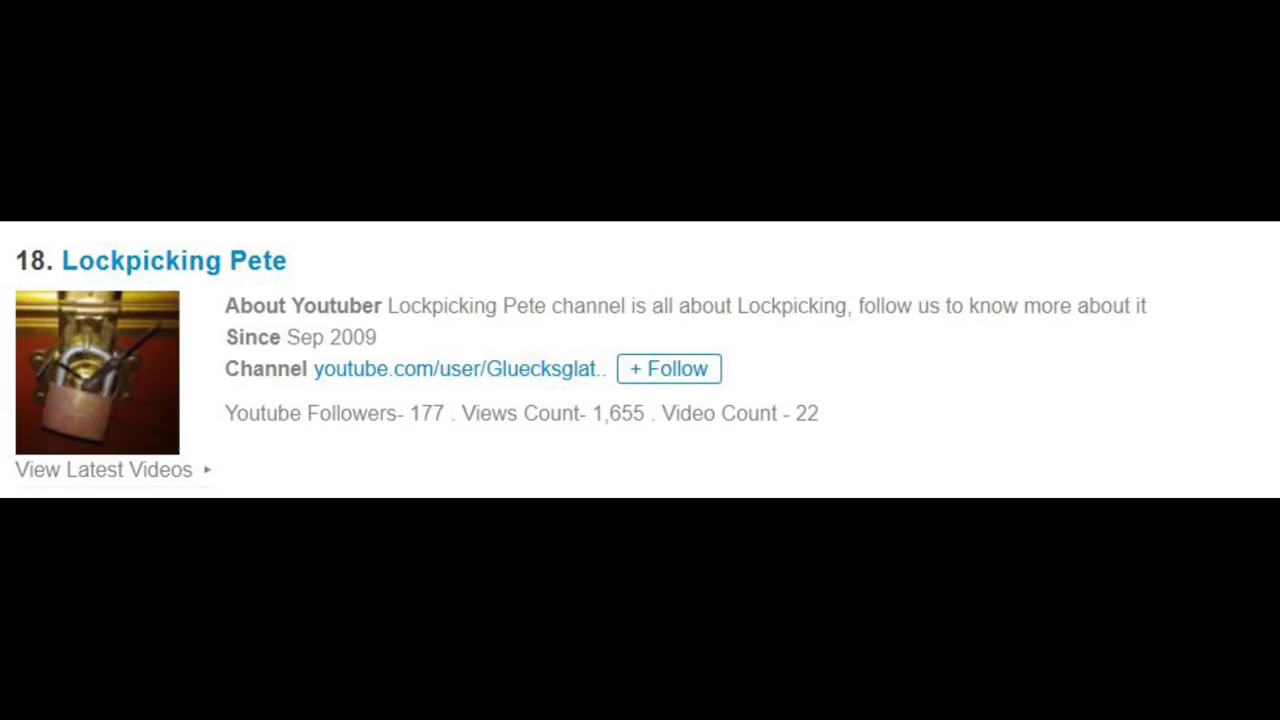 18. Lockpicking Pete
About Youtuber Lockpicking Pete channel is all about Lockpicking, follow us to know more about it
Since Sep 2009
Channel youtube.com/user/Gluecksglat.. + Follow
Youtube Followers- 177 . Views Count- 1,655 . Video Count - 22
View Latest Videos ▸